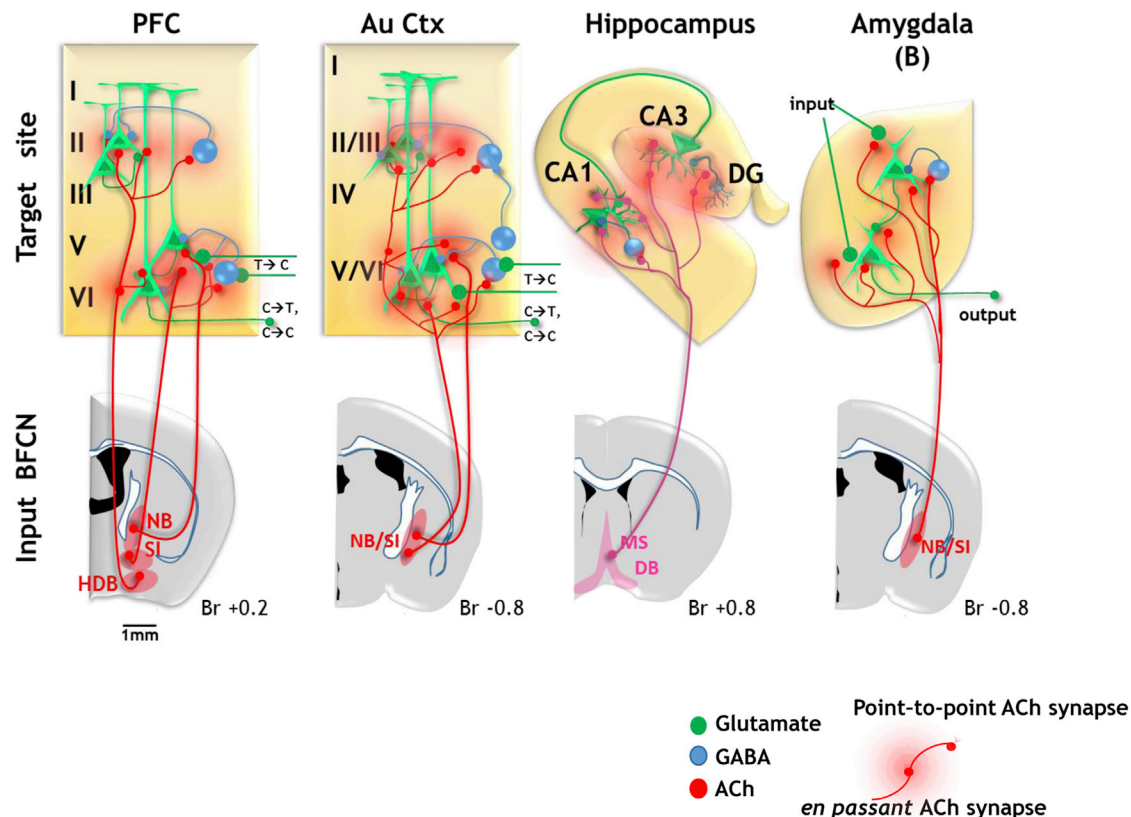 PFC
Au Ctx
Hippocampus
Amygdala
(B)
Target site
I
II
III
V
VI
T→C
C→T,
C→C
I
II/III
IV
V/VI
T→C
C→T,
C→C
CA3
CA1
DG
input
output
Input BFCN
NB
SI
HDB
Br +0.2
1mm
NB/SI
Br -0.8
MS
DB
Br +0.8
NB/SI
Br -0.8
Glutamate
GABA
ACh
Point-to-point ACh synapse
en passant ACh synapse